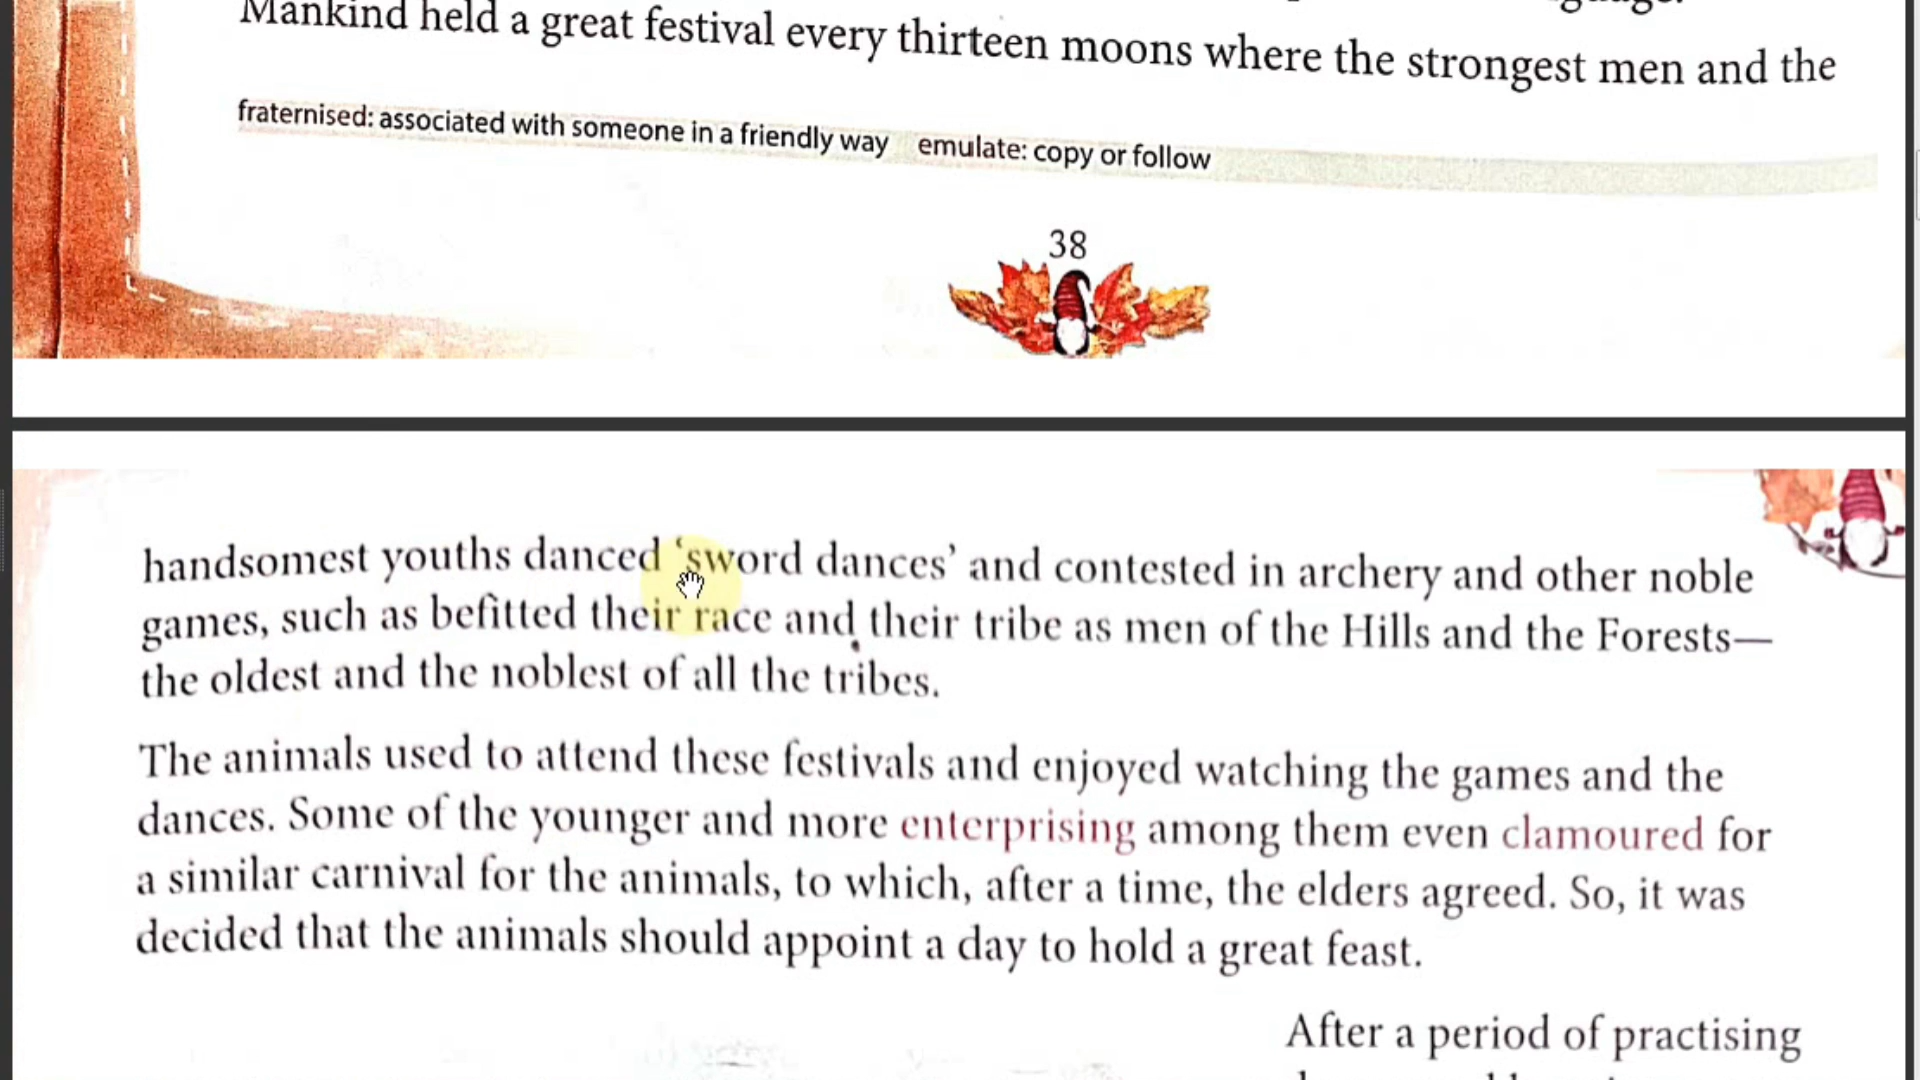 Mankind held a great festival every thirteen moons where the strongest men and the
fraternised: associated with someone in a friendly way emulate: copy or follow
38
handsomest youths danced ‘sword dances’ and contested in archery and other noble
games, such as befitted their race and their tribe as men of the Hills and the Forests—
the oldest and the noblest of all the tribes.
The animals used to attend these festivals and enjoyed watching the games and the
dances. Some of the younger and more enterprising among them even clamoured for
a similar carnival for the animals, to which, after a time, the elders agreed. So, it was
decided that the animals should appoint a day to hold a great feast.
After a period of practising